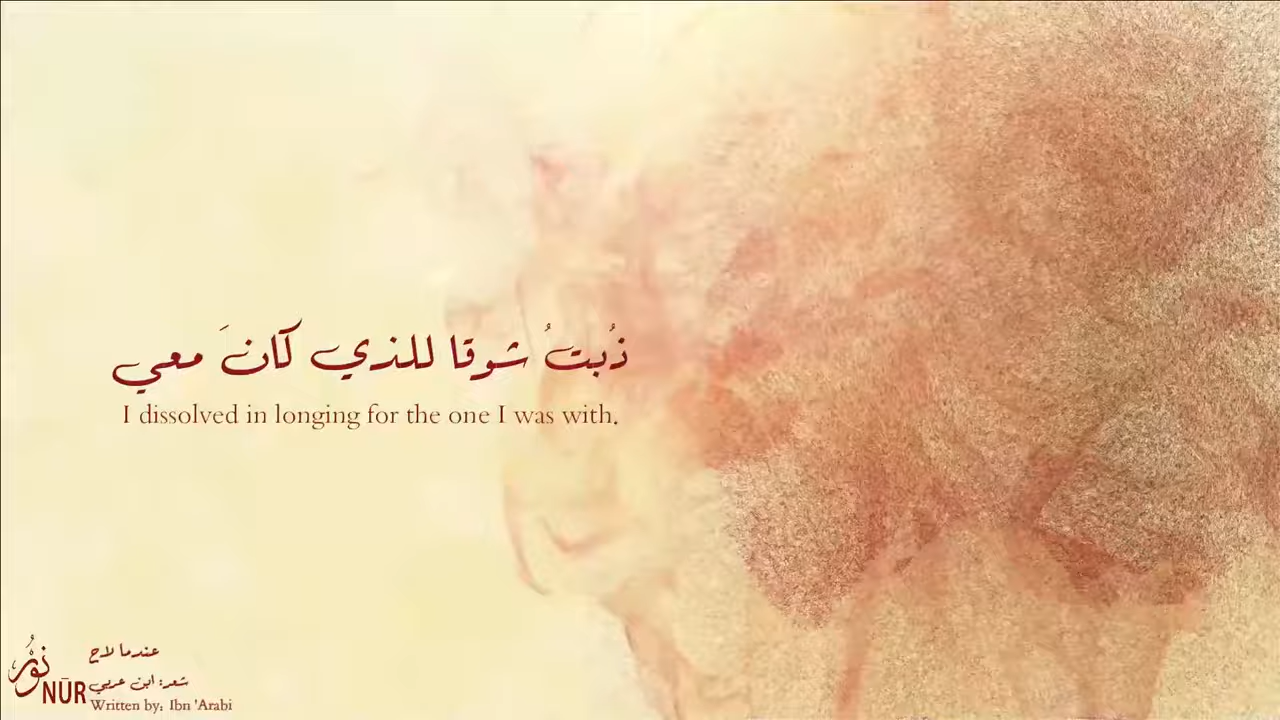 ذُبتُ شوقا للذي كانَ معي
I dissolved in longing for the one I was with.
نُور
NŪR
عندما لاح
شعر: ابن عربي
Written by: Ibn 'Arabi